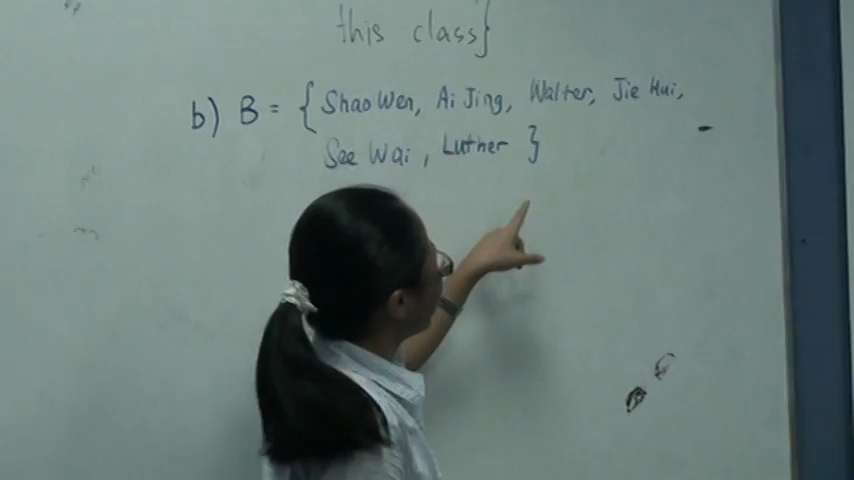 this class}
b) B = { Shao Wen, Ai Jing, Walter, Jie Hui,
See Wai, Luther }